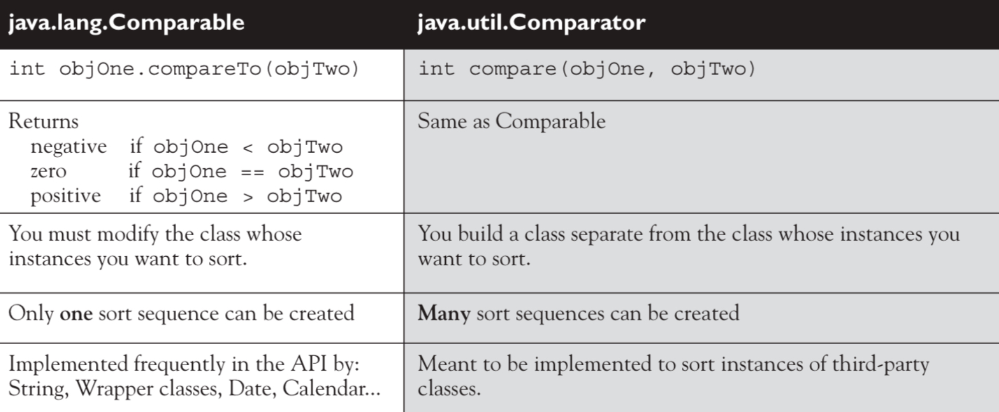 java.lang.Comparable
java.util.Comparator
int objOne.compareTo(objTwo)
int compare(objOne, objTwo)
Returns
negative if objOne < objTwo
zero if objOne == objTwo
positive if objOne > objTwo
Same as Comparable
You must modify the class whose
instances you want to sort.
You build a class separate from the class whose instances you
want to sort.
Only one sort sequence can be created
Many sort sequences can be created
Implemented frequently in the API by:
String, Wrapper classes, Date, Calendar...
Meant to be implemented to sort instances of third-party
classes.